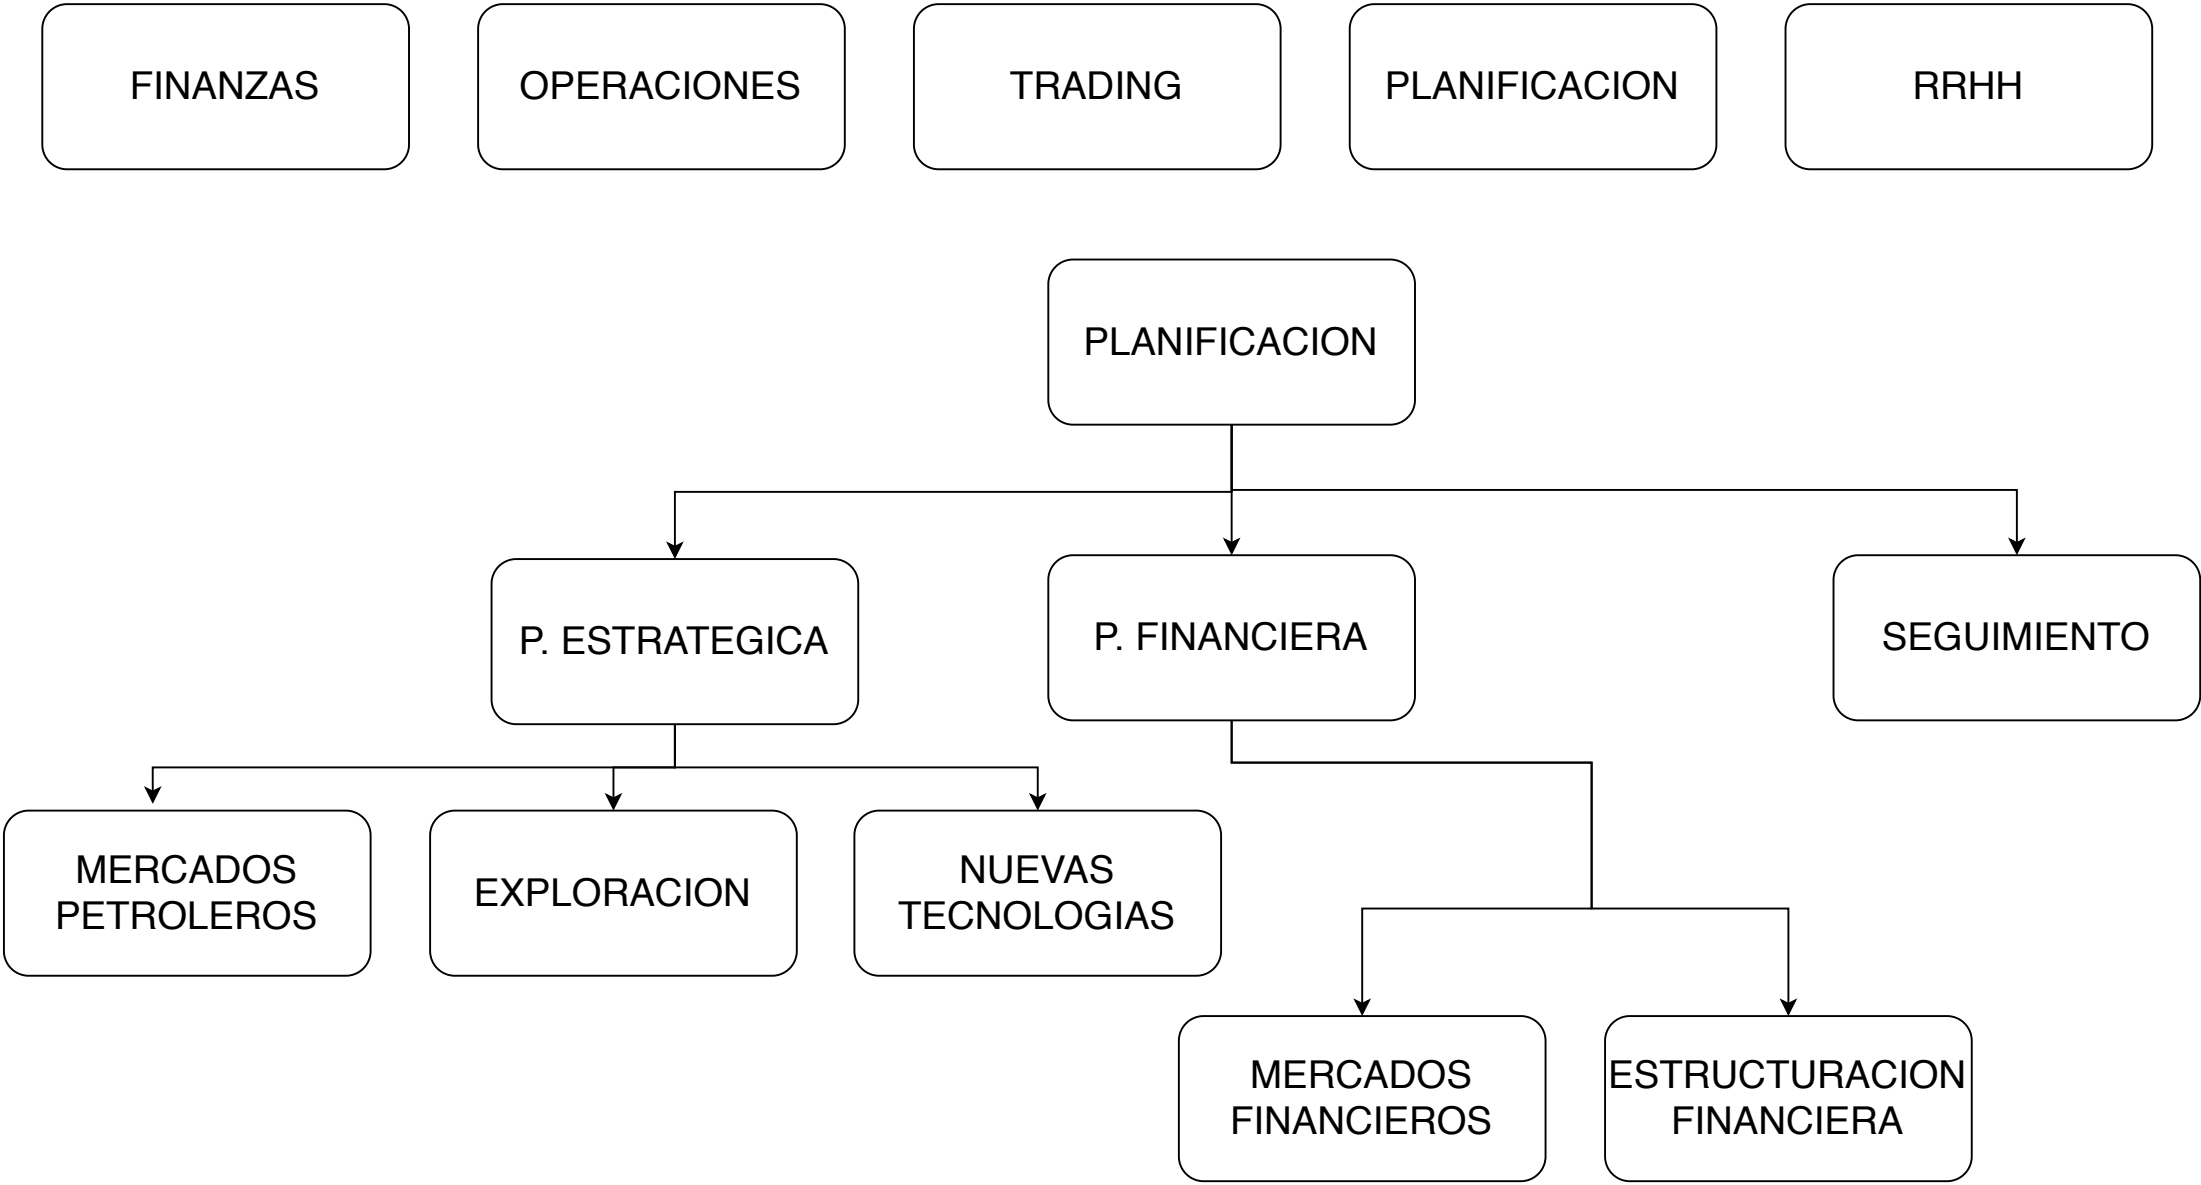 FINANZAS
OPERACIONES
TRADING
PLANIFICACION
RRHH
PLANIFICACION
P. ESTRATEGICA
P. FINANCIERA
SEGUIMIENTO
MERCADOS
PETROLEROS
EXPLORACION
NUEVAS
TECNOLOGIAS
MERCADOS
FINANCIEROS
ESTRUCTURACION
FINANCIERA